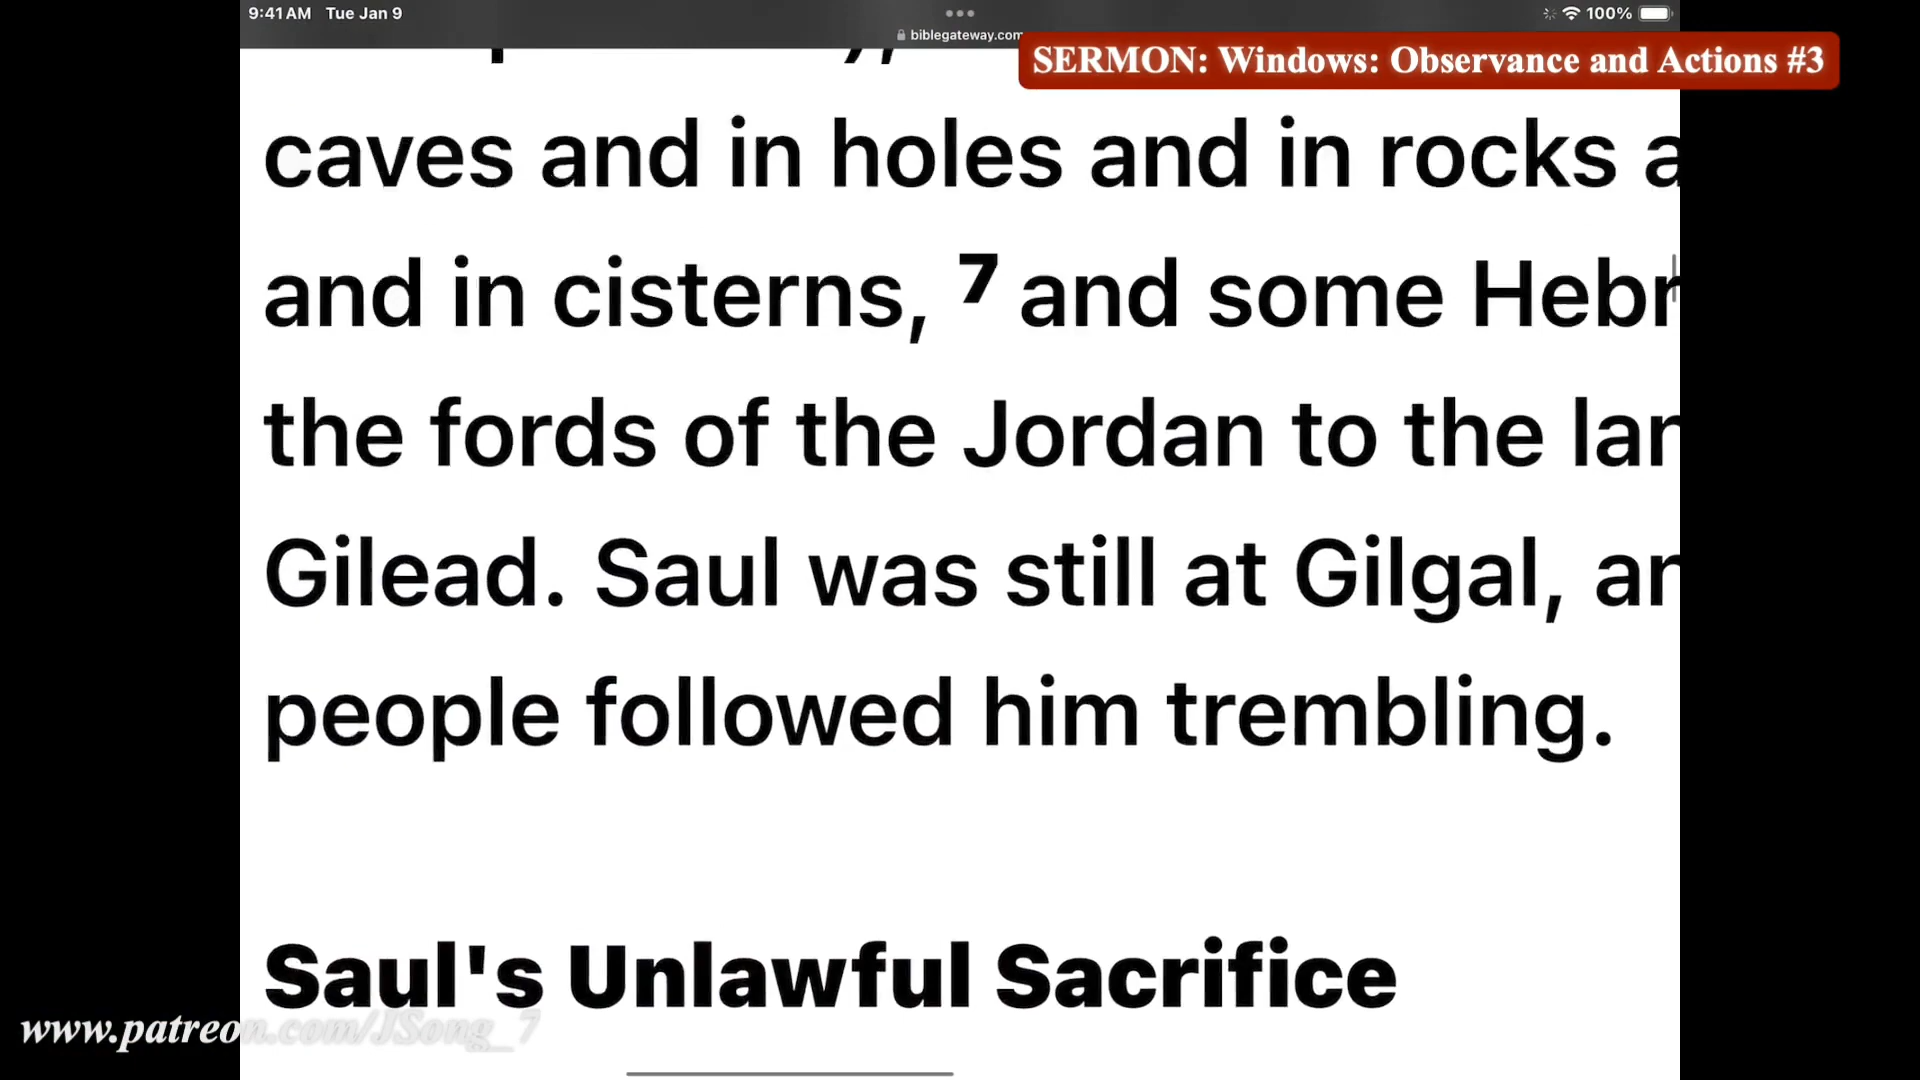 9:41 AM Tue Jan 9
100%
biblegateway.com
SERMON: Windows: Observance and Actions #3
caves and in holes and in rocks a
and in cisterns, 7 and some Hebr
the fords of the Jordan to the lan
Gilead. Saul was still at Gilgal, an
people followed him trembling.
Saul's Unlawful Sacrifice
www.patreon.com/JSong_7